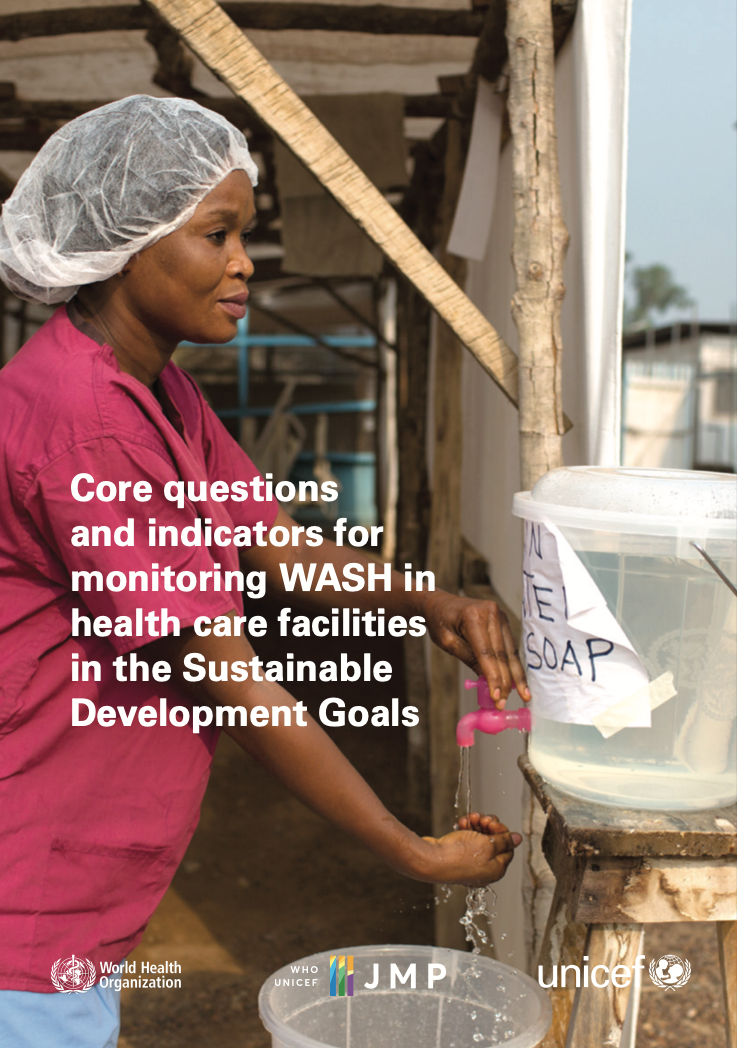 Core questions
and indicators for
monitoring WASH in
health care facilities
in the Sustainable
Development Goals
SOAP
World Health
Organization
WHO
UNICEF
JMP
unicef